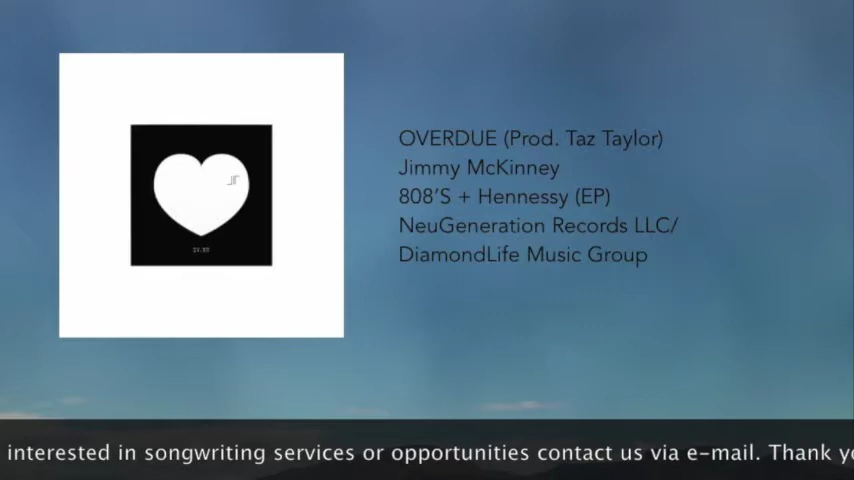 OVERDUE (Prod. Taz Taylor)
Jimmy McKinney
808'S + Hennessy (EP)
NeuGeneration Records LLC/
DiamondLife Music Group
interested in songwriting services or opportunities contact us via e-mail. Thank